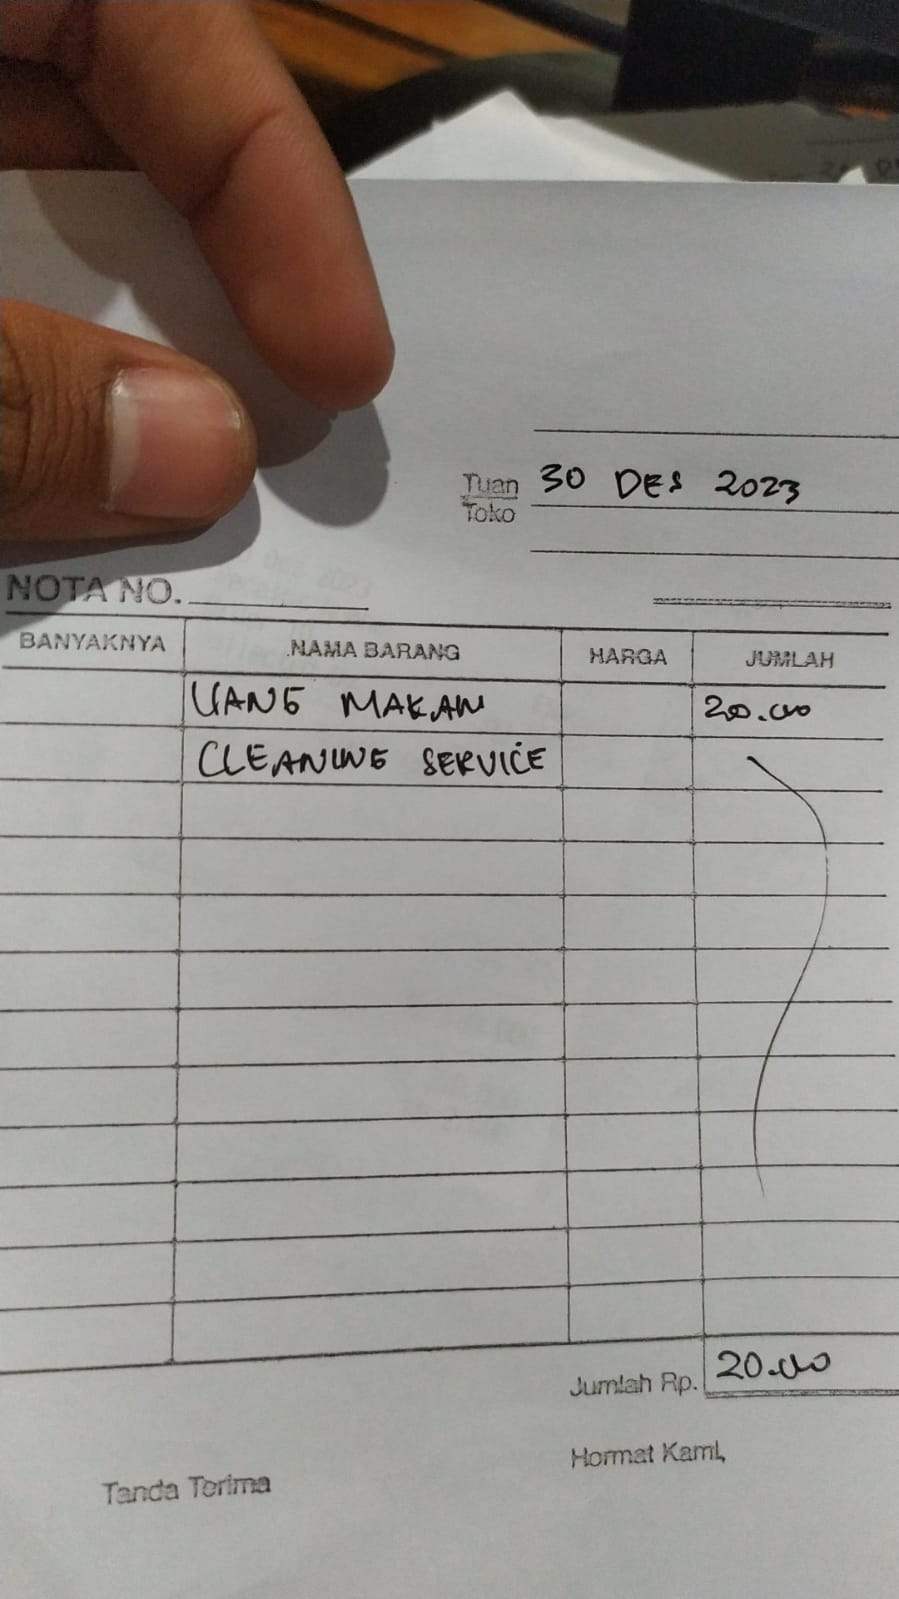 30 DES 2023
Tuan
Toko
NOTA NO.
BANYAKNYA NAMA BARANG HARGA JUMLAH
UANG MAKAN 20.000
CLEANING SERVICE
Jumlah Rp. 20.000
Hormat Kami,
Tanda Terima